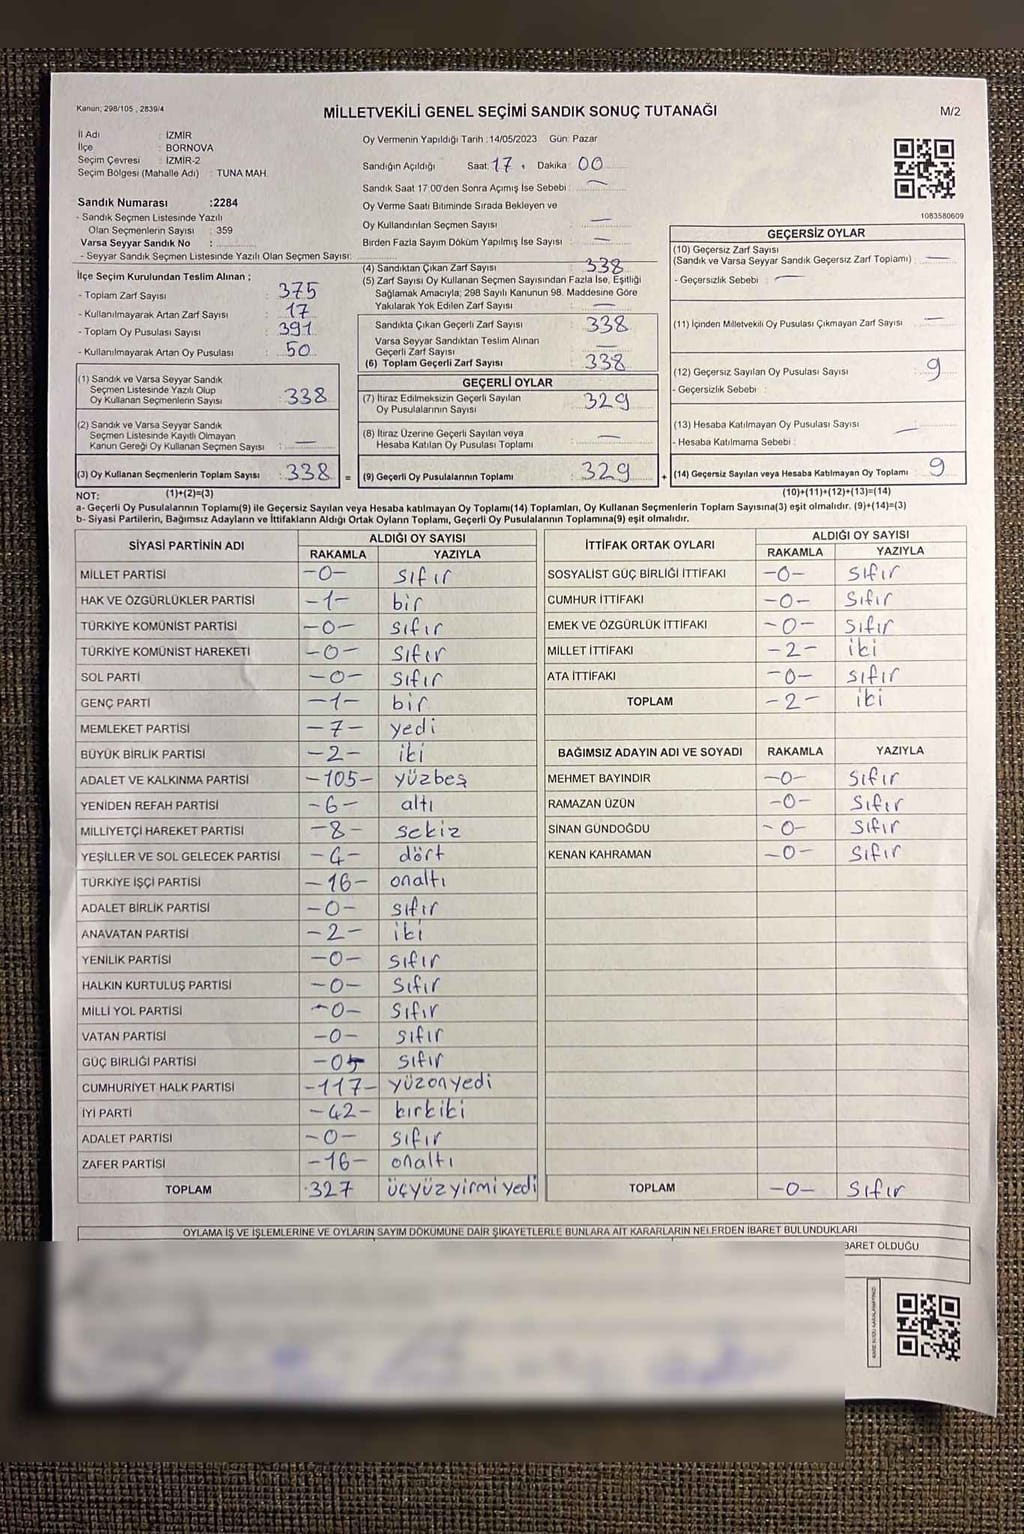 Kanun; 298/105 , 2839/4
MİLLETVEKİLİ GENEL SEÇİMİ SANDIK SONUÇ TUTANAĞI
M/2
İl Adı : İZMİR
İlçe : BORNOVA
Seçim Çevresi : İZMİR-2
Seçim Bölgesi (Mahalle Adı) : TUNA MAH.
Sandık Numarası :2284
- Sandık Seçmen Listesinde Yazılı
Olan Seçmenlerin Sayısı : 359
Varsa Seyyar Sandık No :
- Seyyar Sandık Seçmen Listesinde Yazılı Olan Seçmen Sayısı:
Oy Vermenin Yapıldığı Tarih :14/05/2023 Gün: Pazar
Sandığın Açıldığı Saat: 17 , Dakika: 00
Sandık Saat 17:00'den Sonra Açımış İse Sebebi : —
Oy Verme Saati Bitiminde Sırada Bekleyen ve
Oy Kullandırılan Seçmen Sayısı : —
Birden Fazla Sayım Döküm Yapılmış İse Sayısı : —
1083580609
İlçe Seçim Kurulundan Teslim Alınan ;
- Toplam Zarf Sayısı : 375
- Kullanılmayarak Artan Zarf Sayısı : 17
- Toplam Oy Pusulası Sayısı : 391
- Kullanılmayarak Artan Oy Pusulası : 50
(1) Sandık ve Varsa Seyyar Sandık
Seçmen Listesinde Yazılı Olup
Oy Kullanan Seçmenlerin Sayısı : 338
(2) Sandık ve Varsa Seyyar Sandık
Seçmen Listesinde Kayıtlı Olmayan
Kanun Gereği Oy Kullanan Seçmen Sayısı : —
(3) Oy Kullanan Seçmenlerin Toplam Sayısı : 338 =
(4) Sandıktan Çıkan Zarf Sayısı : 338
(5) Zarf Sayısı Oy Kullanan Seçmen Sayısından Fazla İse, Eşitliği
Sağlamak Amacıyla; 298 Sayılı Kanunun 98. Maddesine Göre
Yakılarak Yok Edilen Zarf Sayısı : —
Sandıkta Çıkan Geçerli Zarf Sayısı : 338
Varsa Seyyar Sandıktan Teslim Alınan
Geçerli Zarf Sayısı : —
(6) Toplam Geçerli Zarf Sayısı : 338
GEÇERLİ OYLAR
(7) İtiraz Edilmeksizin Geçerli Sayılan
Oy Pusulalarının Sayısı : 329
(8) İtiraz Üzerine Geçerli Sayılan veya
Hesaba Katılan Oy Pusulası Toplamı : —
(9) Geçerli Oy Pusulalarının Toplamı : 329 +
GEÇERSİZ OYLAR
(10) Geçersiz Zarf Sayısı
(Sandık ve Varsa Seyyar Sandık Geçersiz Zarf Toplamı) : —
- Geçersizlik Sebebi : —
(11) İçinden Milletvekili Oy Pusulası Çıkmayan Zarf Sayısı : —
(12) Geçersiz Sayılan Oy Pusulası Sayısı : 9
- Geçersizlik Sebebi :
(13) Hesaba Katılmayan Oy Pusulası Sayısı : —
- Hesaba Katılmama Sebebi :
(14) Geçersiz Sayılan veya Hesaba Katılmayan Oy Toplamı : 9
NOT: (1)+(2)=(3) (10)+(11)+(12)+(13)=(14)
a- Geçerli Oy Pusulalarının Toplamı(9) ile Geçersiz Sayılan veya Hesaba katılmayan Oy Toplamı(14) Toplamları, Oy Kullanan Seçmenlerin Toplam Sayısına(3) eşit olmalıdır. (9)+(14)=(3)
b- Siyasi Partilerin, Bağımsız Adayların ve İttifakların Aldığı Ortak Oyların Toplamı, Geçerli Oy Pusulalarının Toplamına(9) eşit olmalıdır.
SİYASİ PARTİNİN ADI ALDIĞI OY SAYISI
RAKAMLA YAZIYLA
MİLLET PARTİSİ -0- sıfır
HAK VE ÖZGÜRLÜKLER PARTİSİ -1- bir
TÜRKİYE KOMÜNİST PARTİSİ -0- sıfır
TÜRKİYE KOMÜNİST HAREKETİ -0- sıfır
SOL PARTİ -0- sıfır
GENÇ PARTİ -1- bir
MEMLEKET PARTİSİ -7- yedi
BÜYÜK BİRLİK PARTİSİ -2- iki
ADALET VE KALKINMA PARTİSİ -105- yüzbeş
YENİDEN REFAH PARTİSİ -6- altı
MİLLİYETÇİ HAREKET PARTİSİ -8- sekiz
YEŞİLLER VE SOL GELECEK PARTİSİ -4- dört
TÜRKİYE İŞÇİ PARTİSİ -16- onaltı
ADALET BİRLİK PARTİSİ -0- sıfır
ANAVATAN PARTİSİ -2- iki
YENİLİK PARTİSİ -0- sıfır
HALKIN KURTULUŞ PARTİSİ -0- sıfır
MİLLİ YOL PARTİSİ -0- sıfır
VATAN PARTİSİ -0- sıfır
GÜÇ BİRLİĞİ PARTİSİ -0- sıfır
CUMHURİYET HALK PARTİSİ -117- yüzonyedi
İYİ PARTİ -42- kırkiki
ADALET PARTİSİ -0- sıfır
ZAFER PARTİSİ -16- onaltı
TOPLAM 327 üçyüzyirmiyedi
İTTİFAK ORTAK OYLARI ALDIĞI OY SAYISI
RAKAMLA YAZIYLA
SOSYALİST GÜÇ BİRLİĞİ İTTİFAKI -0- sıfır
CUMHUR İTTİFAKI -0- sıfır
EMEK VE ÖZGÜRLÜK İTTİFAKI -0- sıfır
MİLLET İTTİFAKI -2- iki
ATA İTTİFAKI -0- sıfır
TOPLAM -2- iki
BAĞIMSIZ ADAYIN ADI VE SOYADI RAKAMLA YAZIYLA
MEHMET BAYINDIR -0- sıfır
RAMAZAN ÜZÜN -0- sıfır
SİNAN GÜNDOĞDU -0- sıfır
KENAN KAHRAMAN -0- sıfır
TOPLAM -0- sıfır
OYLAMA İŞ VE İŞLEMLERİNE VE OYLARIN SAYIM DÖKÜMÜNE DAİR ŞİKAYETLERLE BUNLARA AİT KARARLARIN NELERDEN İBARET BULUNDUKLARI
BARET OLDUĞU